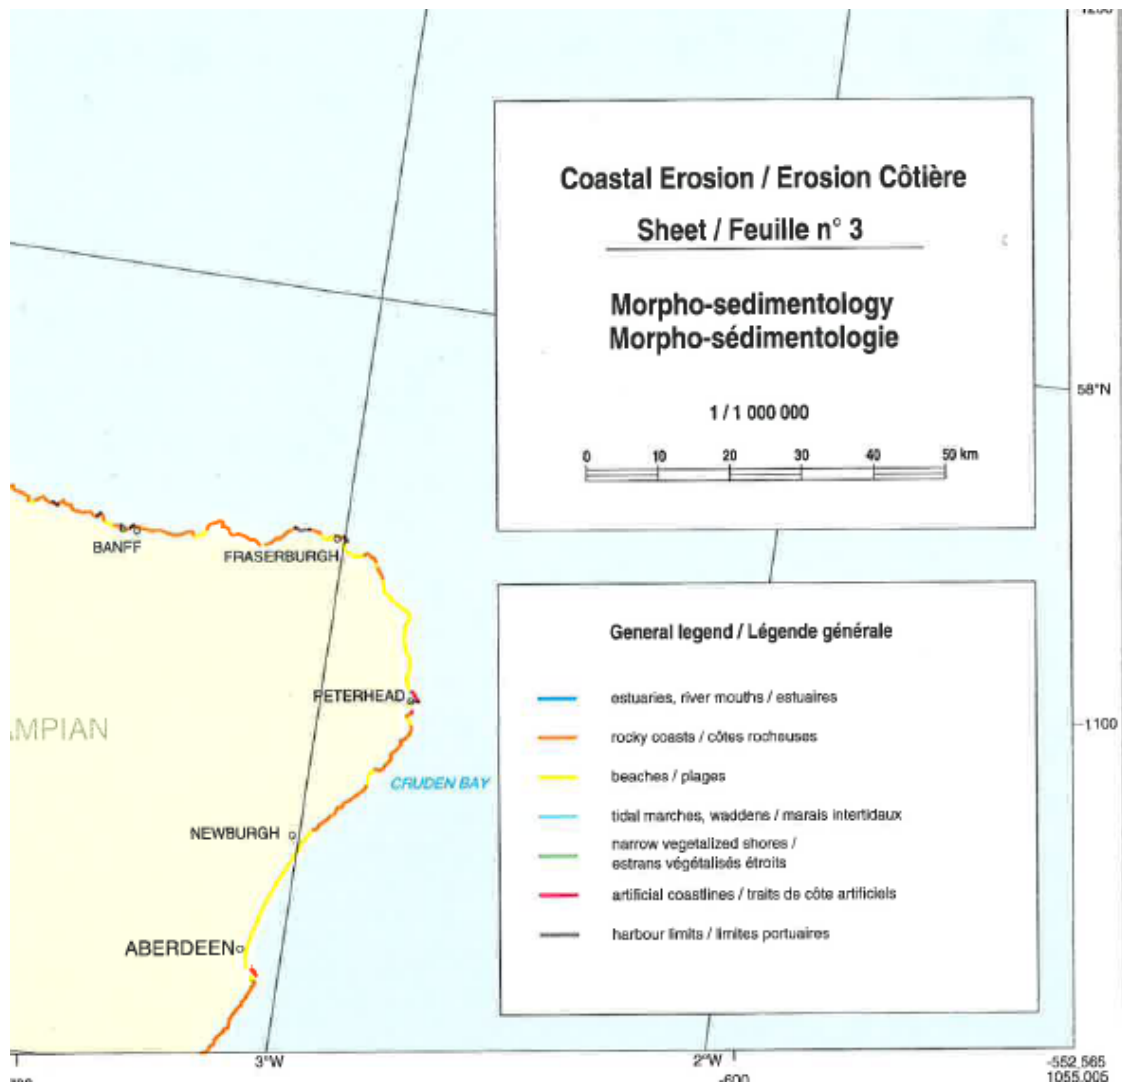 Coastal Erosion / Erosion Côtière
Sheet / Feuille n° 3
Morpho-sedimentology
Morpho-sédimentologie
1 / 1 000 000
0 10 20 30 40 50 km
58°N
BANFF
FRASERBURGH
General legend / Légende générale
PETERHEAD
estuaries, river mouths / estuaires
AMPIAN
1100
rocky coasts / côtes rocheuses
CRUDEN BAY
beaches / plages
tidal marches, waddens / marais intertidaux
NEWBURGH
narrow vegetalized shores /
estrans végétalisés étroits
artificial coastlines / traits de côte artificiels
harbour limits / limites portuaires
ABERDEEN
3°W
2°W
-552,565
1055,005
-600